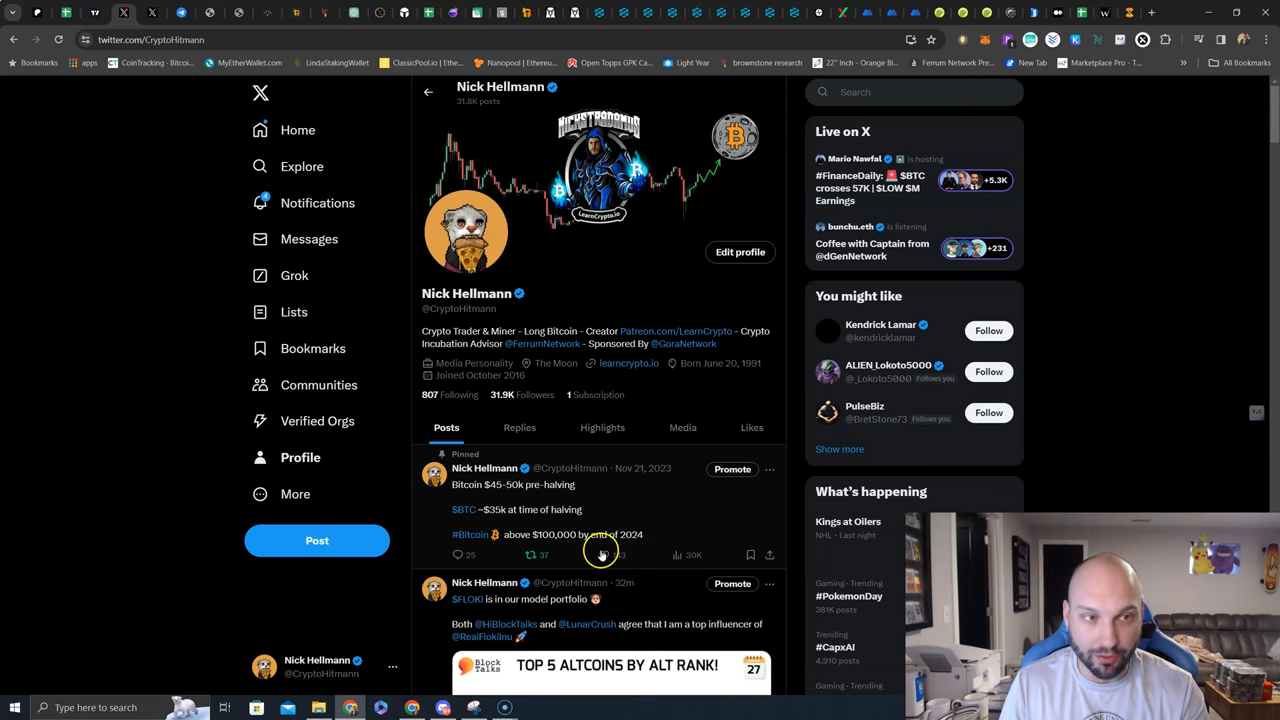 twitter.com/CryptoHitmann
Bookmarks
apps
CoinTracking - Bitcoi...
MyEtherWallet.com
LindaStakingWallet
ClassicPool.io E...
Nanopool | Ethereu...
Open Topps GPK Ca...
Light Year
brownstone research
22" Inch - Orange Bi...
Ferrum Network Pre...
New Tab
Marketplace Pro - T...
All Bookmarks
Nick Hellmann
31.8K posts
NICKSTRADAMUS
LearnCrypto.io
Search
Home
Explore
Notifications
Messages
Grok
Lists
Bookmarks
Communities
Verified Orgs
Profile
More
Post
Edit profile
Nick Hellmann
@CryptoHitmann
Crypto Trader & Miner - Long Bitcoin - Creator Patreon.com/LearnCrypto - Crypto
Incubation Advisor @FerrumNetwork - Sponsored By @GoraNetwork
Media Personality The Moon learncrypto.io Born June 20, 1991
Joined October 2016
807 Following 31.9K Followers 1 Subscription
Posts Replies Highlights Media Likes
Pinned
Nick Hellmann @CryptoHitmann · Nov 21, 2023
Promote
Bitcoin $45-50k pre-halving
$BTC ~$35k at time of halving
#Bitcoin above $100,000 by end of 2024
25 37 30K
Nick Hellmann @CryptoHitmann · 32m
Promote
$FLOKI is in our model portfolio
Both @HiBlockTalks and @LunarCrush agree that I am a top influencer of
@RealFlokiInu
Block
Talks
TOP 5 ALTCOINS BY ALT RANK!
27
Live on X
Mario Nawfal is hosting
#FinanceDaily: $BTC
crosses 57K | $LOW $M
Earnings
+5.3K
bunchu.eth is listening
Coffee with Captain from
@dGenNetwork
+231
You might like
Kendrick Lamar
@kendricklamar
Follow
ALIEN_Lokoto5000
@_Lokoto5000 Follows you
Follow
PulseBiz
@BretStone73 Follows you
Follow
Show more
What's happening
Kings at Oilers
NHL · Last night
Gaming · Trending
#PokemonDay
381K posts
Trending
#CapxAI
4,910 posts
Gaming · Trending
Nick Hellmann
@CryptoHitmann
Type here to search